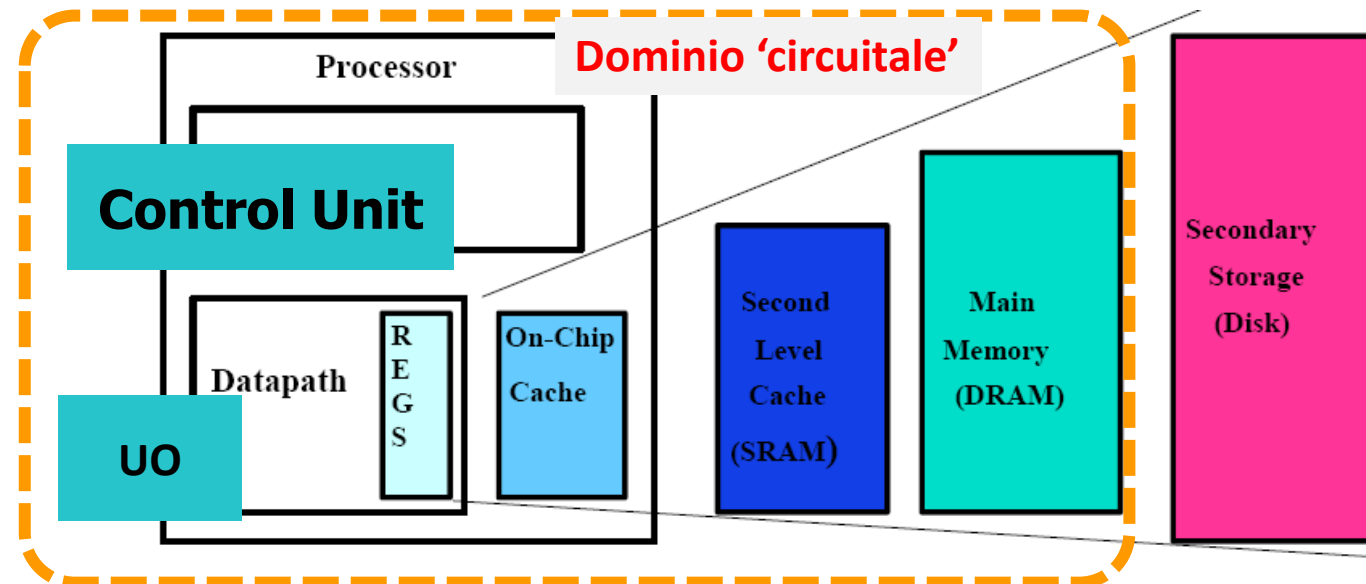 Dominio ‘circuitale’
Processor
Control Unit
Datapath
R
E
G
S
UO
On-Chip
Cache
Second
Level
Cache
(SRAM)
Main
Memory
(DRAM)
Secondary
Storage
(Disk)